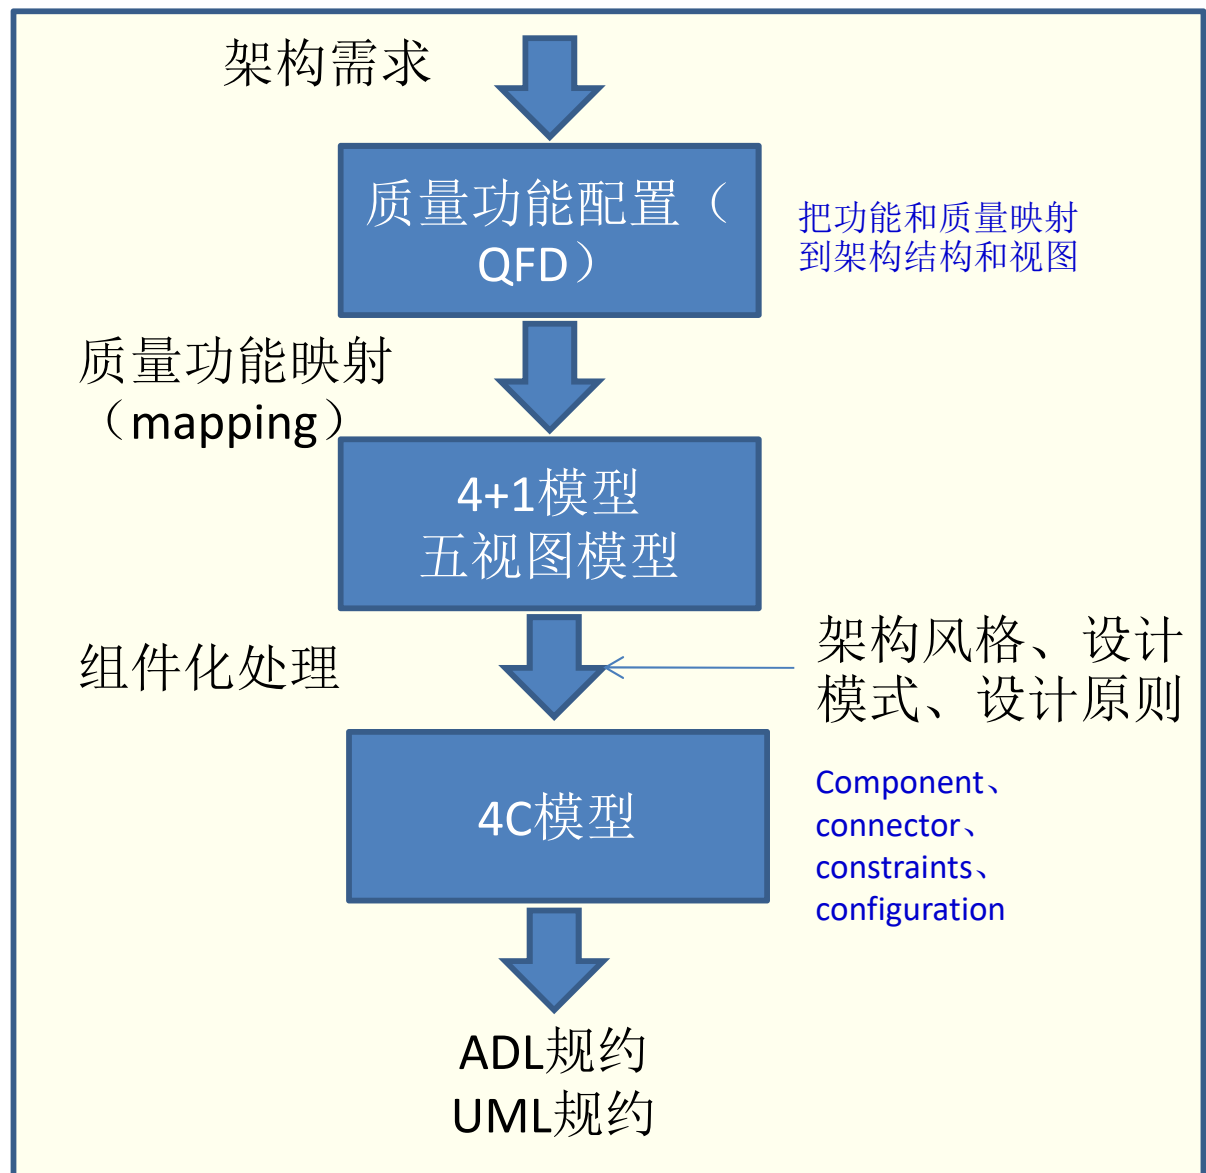 架构需求
质量功能配置（
QFD）
把功能和质量映射
到架构结构和视图
质量功能映射
（mapping）
4+1模型
五视图模型
组件化处理
架构风格、设计
模式、设计原则
4C模型
Component、
connector、
constraints、
configuration
ADL规约
UML规约